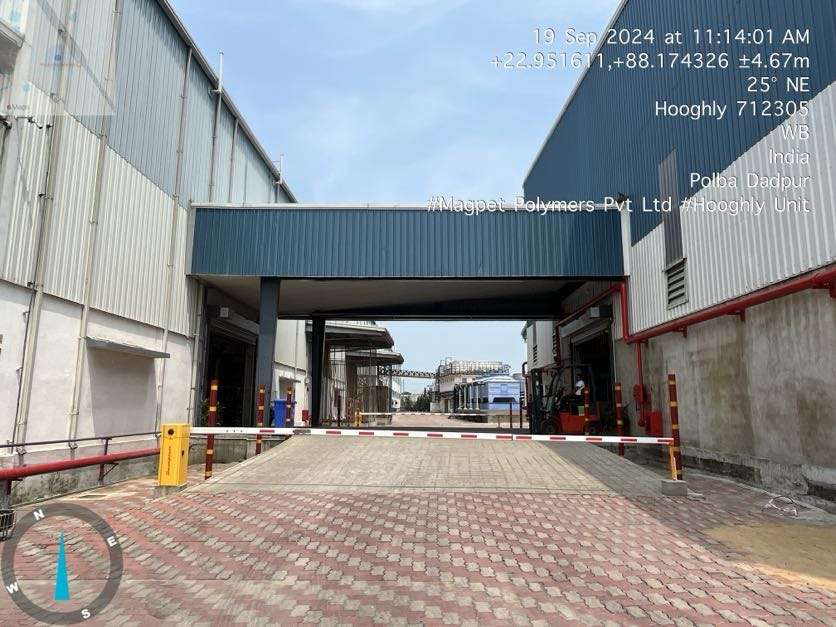 19 Sep 2024 at 11:14:01 AM
+22.951611,+88.174326 ±4.67m
25° NE
Hooghly 712305
WB
India
Polba Dadpur
#Magpet Polymers Pvt Ltd #Hooghly Unit
Maps
N
E
W
S